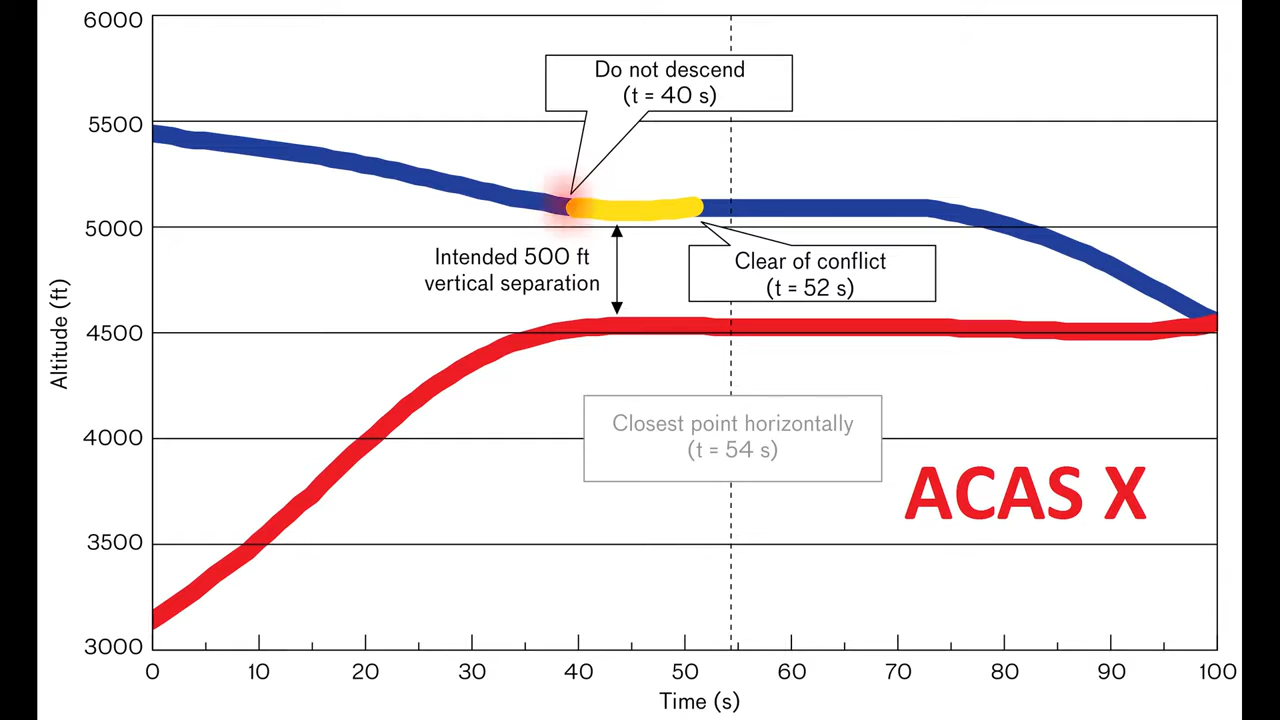 6000
Do not descend
(t = 40 s)
5500
5000
Intended 500 ft
vertical separation
Clear of conflict
(t = 52 s)
Altitude (ft)
4500
Closest point horizontally
(t = 54 s)
4000
ACAS X
3500
3000
0 10 20 30 40 50 60 70 80 90 100
Time (s)